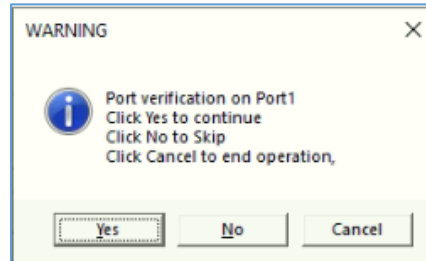 WARNING
Port verification on Port1
Click Yes to continue
Click No to Skip
Click Cancel to end operation,
Yes
No
Cancel